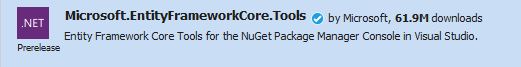 .NET
Microsoft.EntityFrameworkCore.Tools by Microsoft, 61.9M downloads
Entity Framework Core Tools for the NuGet Package Manager Console in Visual Studio.
Prerelease